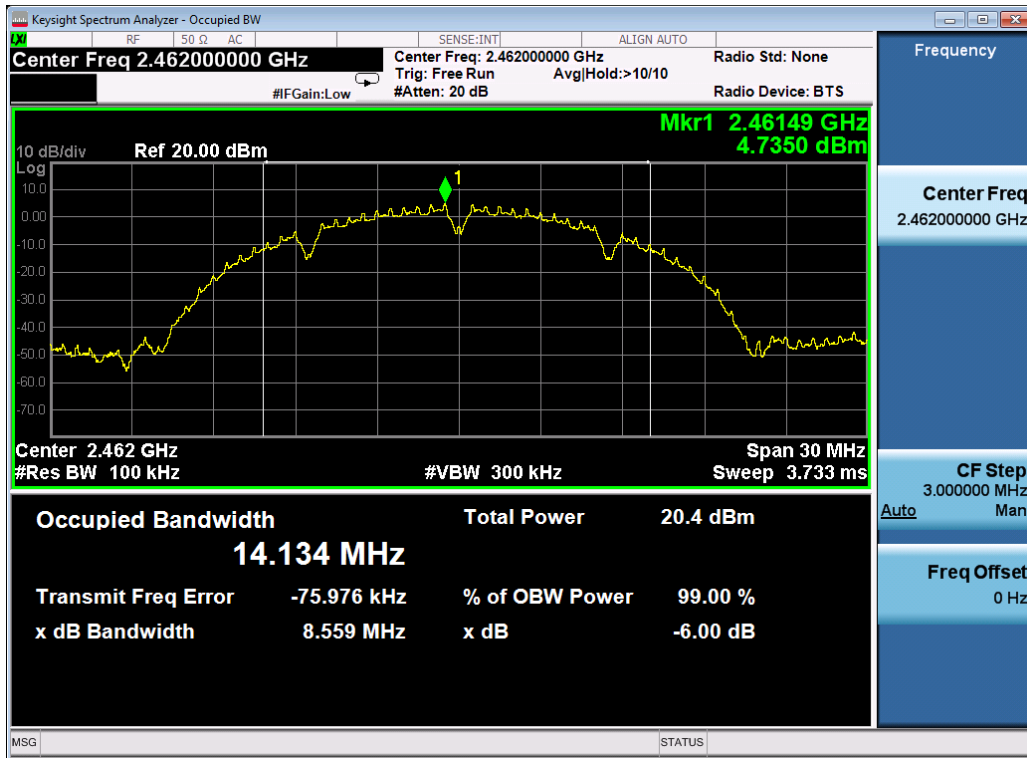 Keysight Spectrum Analyzer - Occupied BW
LXI RF 50 Ω AC SENSE:INT ALIGN AUTO
Center Freq 2.462000000 GHz
Center Freq: 2.462000000 GHz
Radio Std: None
Trig: Free Run Avg|Hold:>10/10
#IFGain:Low
#Atten: 20 dB
Radio Device: BTS
Mkr1 2.46149 GHz
4.7350 dBm
10 dB/div Ref 20.00 dBm
Log
1
10.0
0.00
-10.0
-20.0
-30.0
-40.0
-50.0
-60.0
-70.0
Center 2.462 GHz Span 30 MHz
#Res BW 100 kHz #VBW 300 kHz Sweep 3.733 ms
Occupied Bandwidth Total Power 20.4 dBm
14.134 MHz
Transmit Freq Error -75.976 kHz % of OBW Power 99.00 %
x dB Bandwidth 8.559 MHz x dB -6.00 dB
MSG STATUS
Frequency
Center Freq
2.462000000 GHz
CF Step
3.000000 MHz
Auto Man
Freq Offset
0 Hz